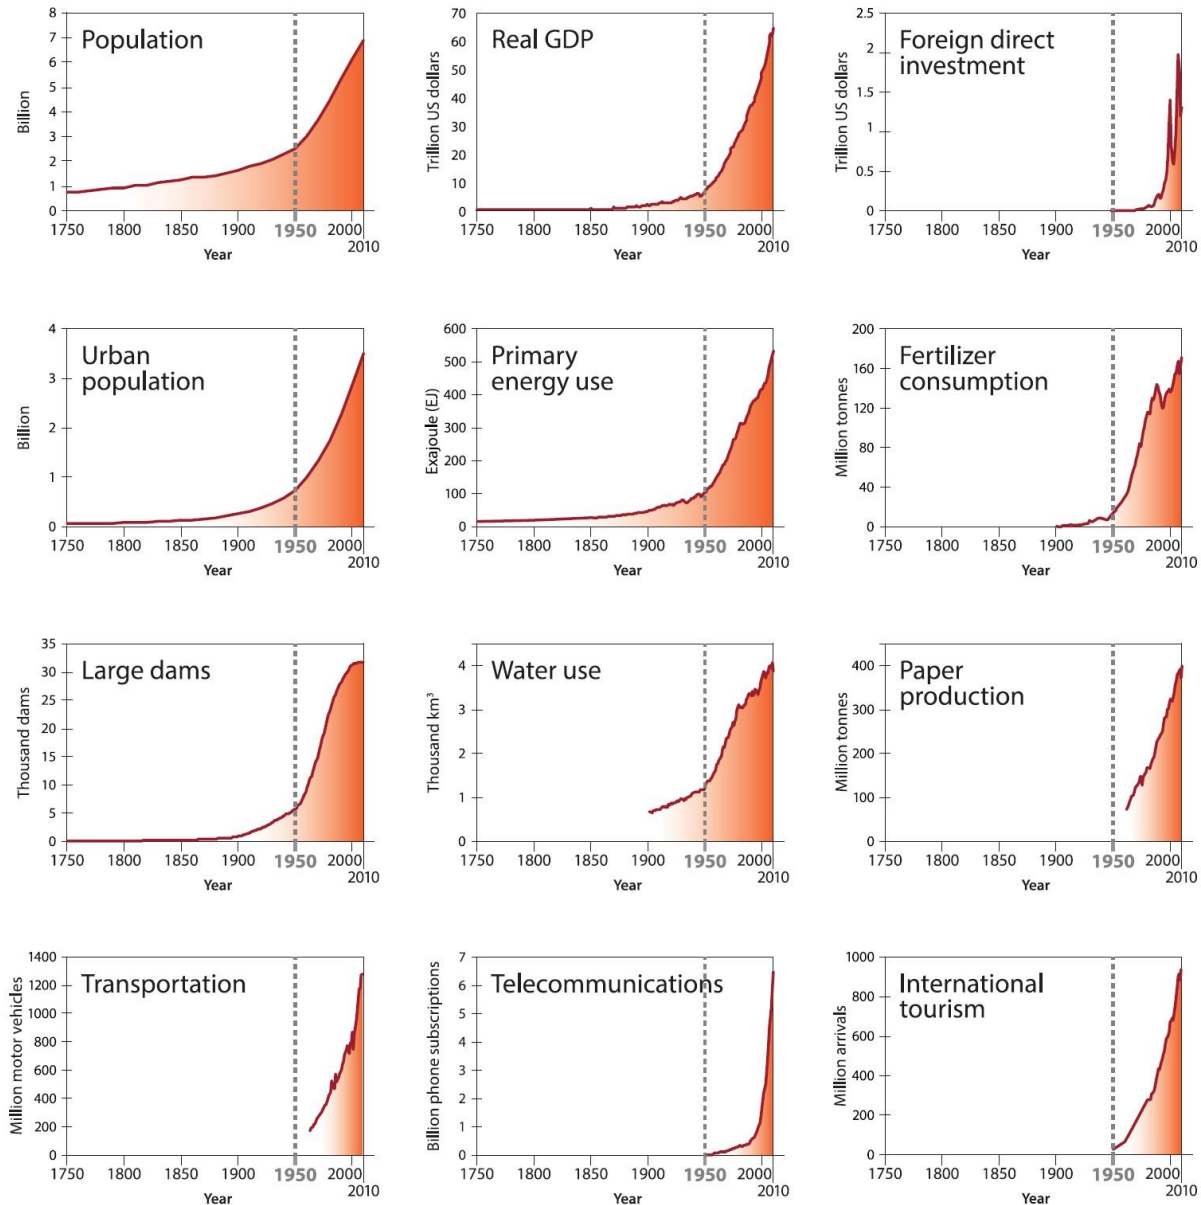 Population
Billion
8
7
6
5
4
3
2
1
0
1750 1800 1850 1900 1950 2000
2010
Year
Real GDP
Trillion US dollars
70
60
50
40
30
20
10
0
1750 1800 1850 1900 1950 2000
2010
Year
Foreign direct
investment
Trillion US dollars
2.5
2
1.5
1
0.5
0
1750 1800 1850 1900 1950 2000
2010
Year
Urban
population
Billion
4
3
2
1
0
1750 1800 1850 1900 1950 2000
2010
Year
Primary
energy use
Exajoule (EJ)
600
500
400
300
200
100
0
1750 1800 1850 1900 1950 2000
2010
Year
Fertilizer
consumption
Million tonnes
200
160
120
80
40
0
1750 1800 1850 1900 1950 2000
2010
Year
Large dams
Thousand dams
35
30
25
20
15
10
5
0
1750 1800 1850 1900 1950 2000
2010
Year
Water use
Thousand km³
4
3
2
1
0
1750 1800 1850 1900 1950 2000
2010
Year
Paper
production
Million tonnes
400
300
200
100
0
1750 1800 1850 1900 1950 2000
2010
Year
Transportation
Million motor vehicles
1400
1200
1000
800
600
400
200
0
1750 1800 1850 1900 1950 2000
2010
Year
Telecommunications
Billion phone subscriptions
7
6
5
4
3
2
1
0
1750 1800 1850 1900 1950 2000
2010
Year
International
tourism
Million arrivals
1000
800
600
400
200
0
1750 1800 1850 1900 1950 2000
2010
Year